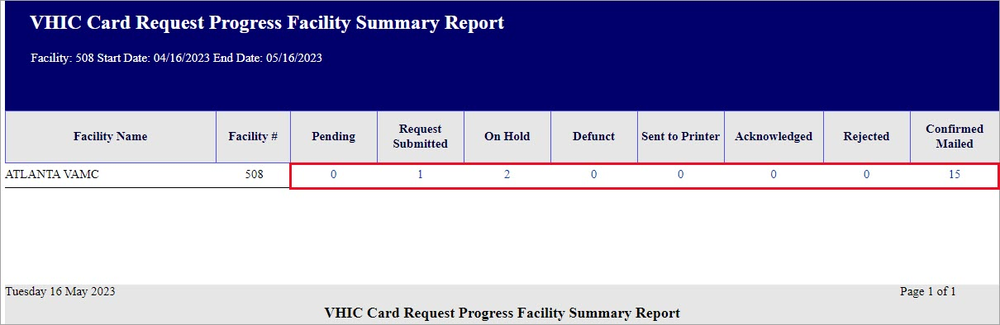 VHIC Card Request Progress Facility Summary Report
Facility: 508 Start Date: 04/16/2023 End Date: 05/16/2023
Facility Name Facility # Pending Request Submitted On Hold Defunct Sent to Printer Acknowledged Rejected Confirmed Mailed
ATLANTA VAMC 508 0 1 2 0 0 0 0 15
Tuesday 16 May 2023 Page 1 of 1
VHIC Card Request Progress Facility Summary Report